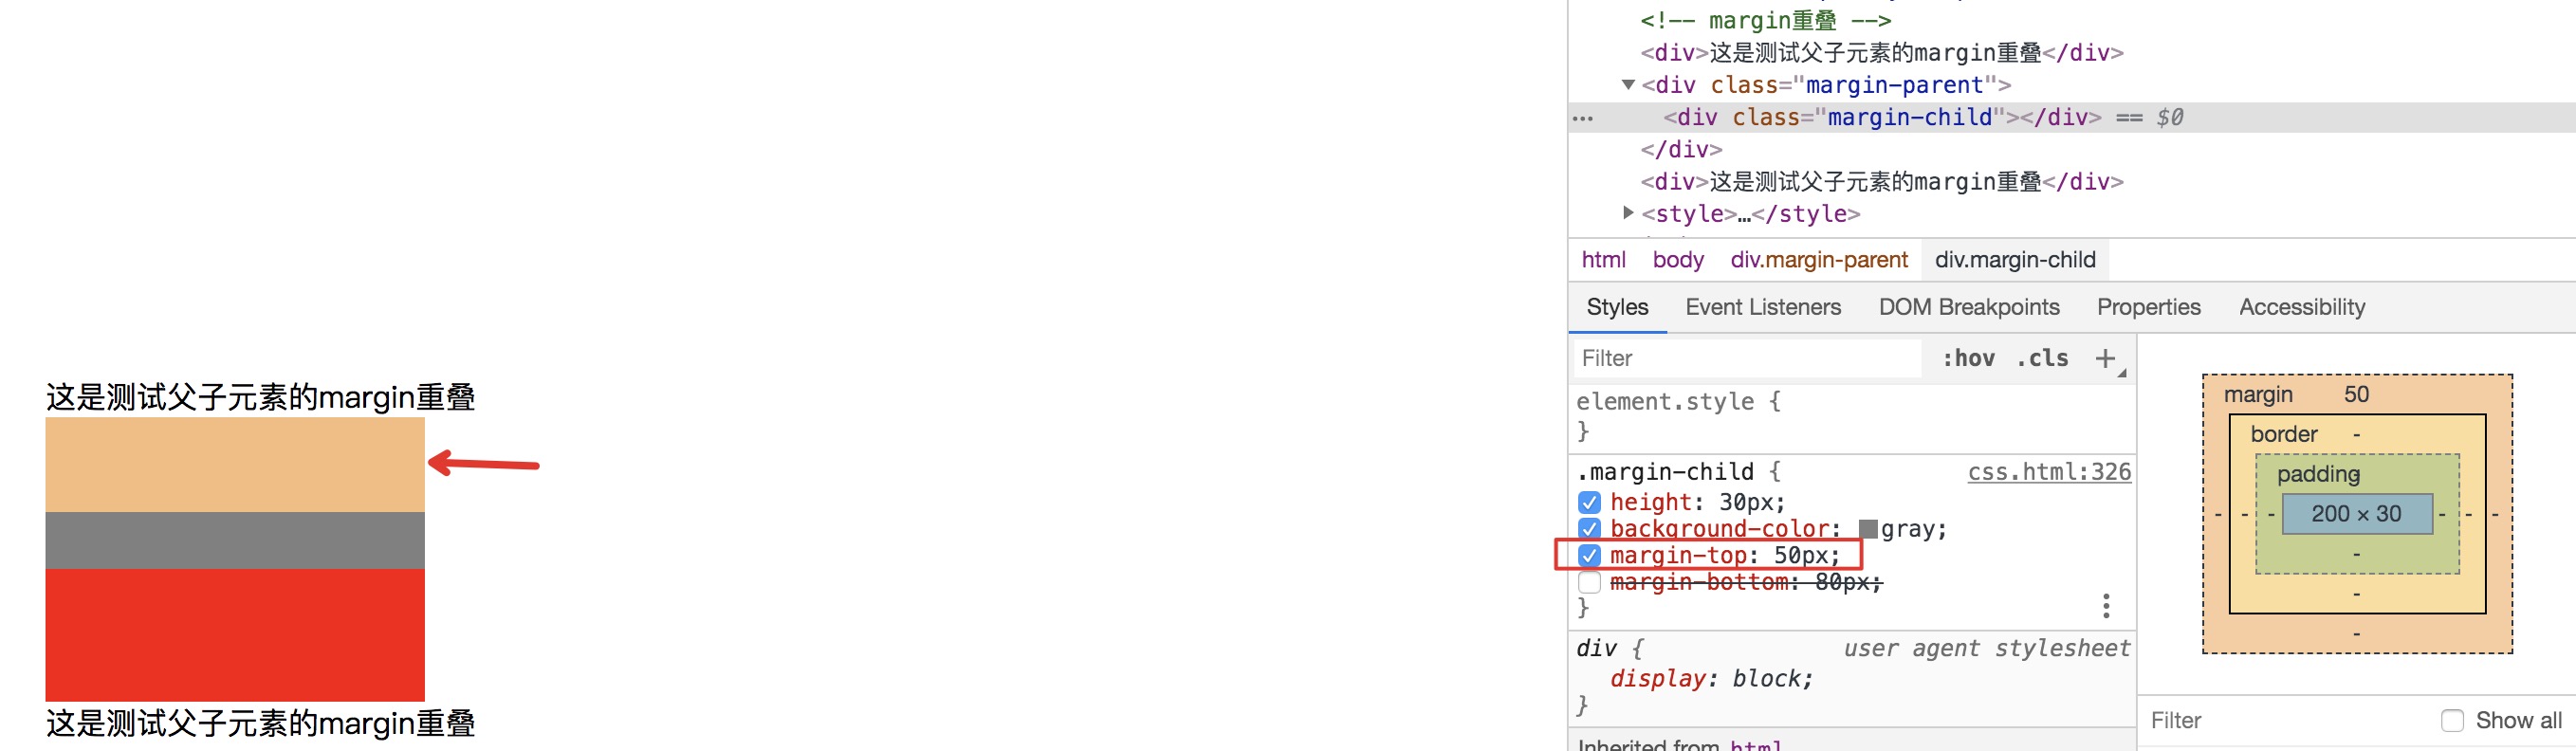 这是测试父子元素的margin重叠
这是测试父子元素的margin重叠
<!-- margin重叠 -->
<div>这是测试父子元素的margin重叠</div>
▼<div class="margin-parent">
… <div class="margin-child"></div> == $0
</div>
<div>这是测试父子元素的margin重叠</div>
▶<style>…</style>
html body div.margin-parent div.margin-child
Styles Event Listeners DOM Breakpoints Properties Accessibility
Filter :hov .cls +
element.style {
}
.margin-child { css.html:326
height: 30px;
background-color: gray;
margin-top: 50px;
margin-bottom: 80px;
}
div { user agent stylesheet
display: block;
}
Inherited from html
margin 50
border -
padding -
- - - 200 × 30 - - -
-
-
-
Filter Show all